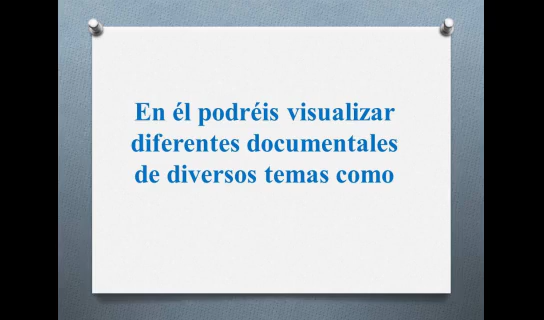 En él podréis visualizar
diferentes documentales
de diversos temas como